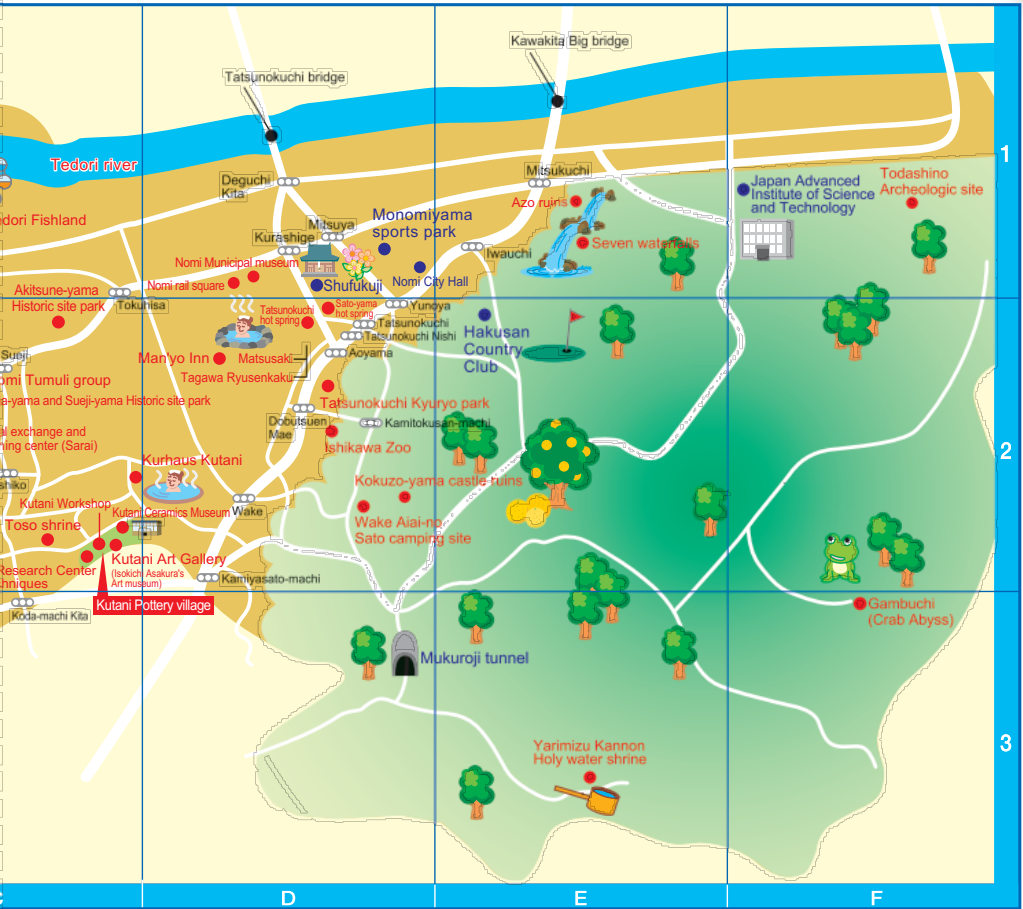 Kawakita Big bridge
Tatsunokuchi bridge
1
Tedori river
Mitsukuchi
Deguchi
Kita
Japan Advanced
Institute of Science
and Technology
Todashino
Archeologic site
Azo ruins
dori Fishland
Monomiyama
sports park
Mitsuya
Kurashige
Seven waterfalls
Iwauchi
Nomi Municipal museum
Nomi rail square
Shufukuji
Nomi City Hall
Akitsune-yama
Historic site park
Tokuhisa
Tatsunokuchi
hot spring
Sato-yama
hot spring
Yunoya
Tatsunokuchi
Tatsunokuchi Nishi
Hakusan
Country
Club
Sunji
Man'yo Inn
Matsusaki
Aoyama
Tagawa Ryusenkaku
omi Tumuli group
a-yama and Sueji-yama Historic site park
Tatsunokuchi Kyuryo park
Dobutsuen
Mae
Kamitokusan-machi
al exchange and
ning center (Sarai)
Ishikawa Zoo
2
Kurhaus Kutani
shiko
Kokuzo-yama castle ruins
Kutani Workshop
Kutani Ceramics Museum
Wake
Toso shrine
Wake Aiai-no-
Sato camping site
Kutani Art Gallery
(Isokichi Asakura's
Art museum)
Research Center
chniques
Kamiyasato-machi
Kutani Pottery village
Koda-machi Kita
Gambuchi
(Crab Abyss)
Mukuroji tunnel
3
Yarimizu Kannon
Holy water shrine
D
E
F